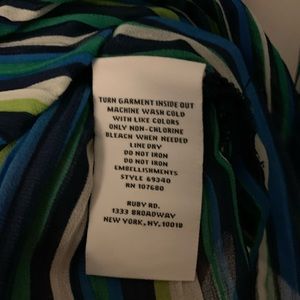 TURN GARMENT INSIDE OUT
MACHINE WASH COLD
WITH LIKE COLORS
ONLY NON-CHLORINE
BLEACH WHEN NEEDED
LINE DRY
DO NOT IRON
DO NOT IRON
EMBELLISHMENTS
STYLE 69340
RN 107680
RUBY RD.
1333 BROADWAY
NEW YORK, NY, 10018